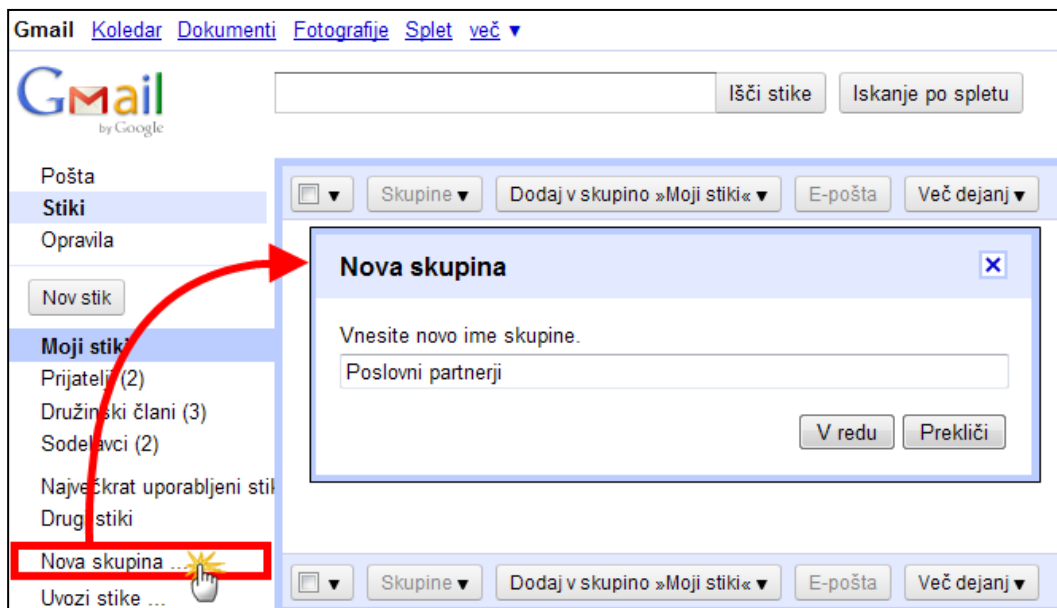 Gmail Koledar Dokumenti Fotografije Splet več ▼
Gmail
by Google
Išči stike Iskanje po spletu
Pošta
Stiki
Opravila
Nov stik
Moji stiki
Prijatelji (2)
Družinski člani (3)
Sodelavci (2)
Največkrat uporabljeni stik
Drugi stiki
Nova skupina ...
Uvozi stike ...
Skupine ▼ Dodaj v skupino »Moji stiki« ▼ E-pošta Več dejanj ▼
Nova skupina
Vnesite novo ime skupine.
Poslovni partnerji
V redu Prekliči
Skupine ▼ Dodaj v skupino »Moji stiki« ▼ E-pošta Več dejanj ▼